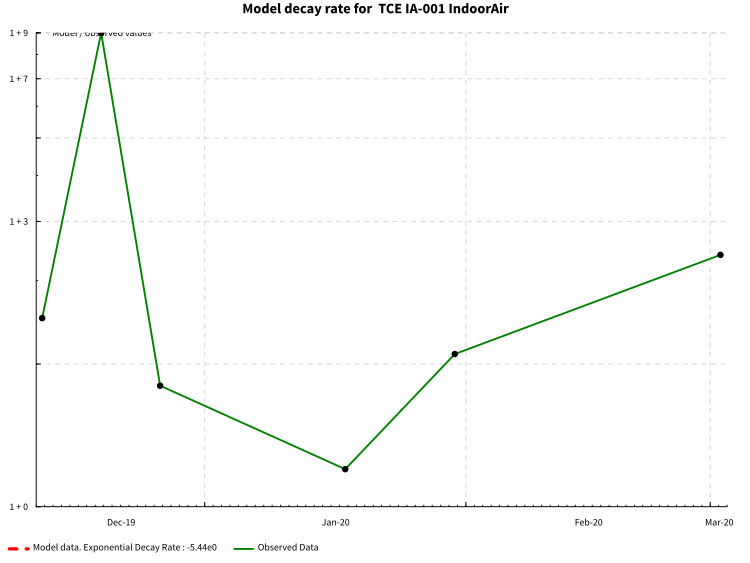 Model decay rate for  TCE IA-001 IndoorAir
1 + 9
Model / Observed values
1 + 7
1 + 3
1 + 0
Dec-19
Jan-20
Feb-20
Mar-20
Model data. Exponential Decay Rate : -5.44e0
Observed Data